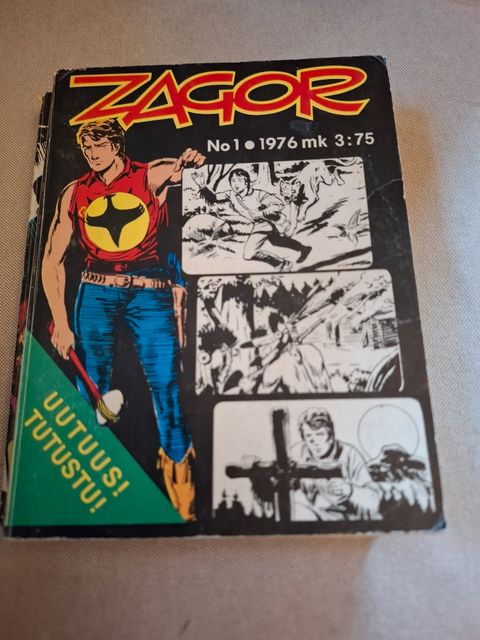 ZAGOR
No 1 • 1976 mk 3:75
UUTUUS!
TUTUSTU!